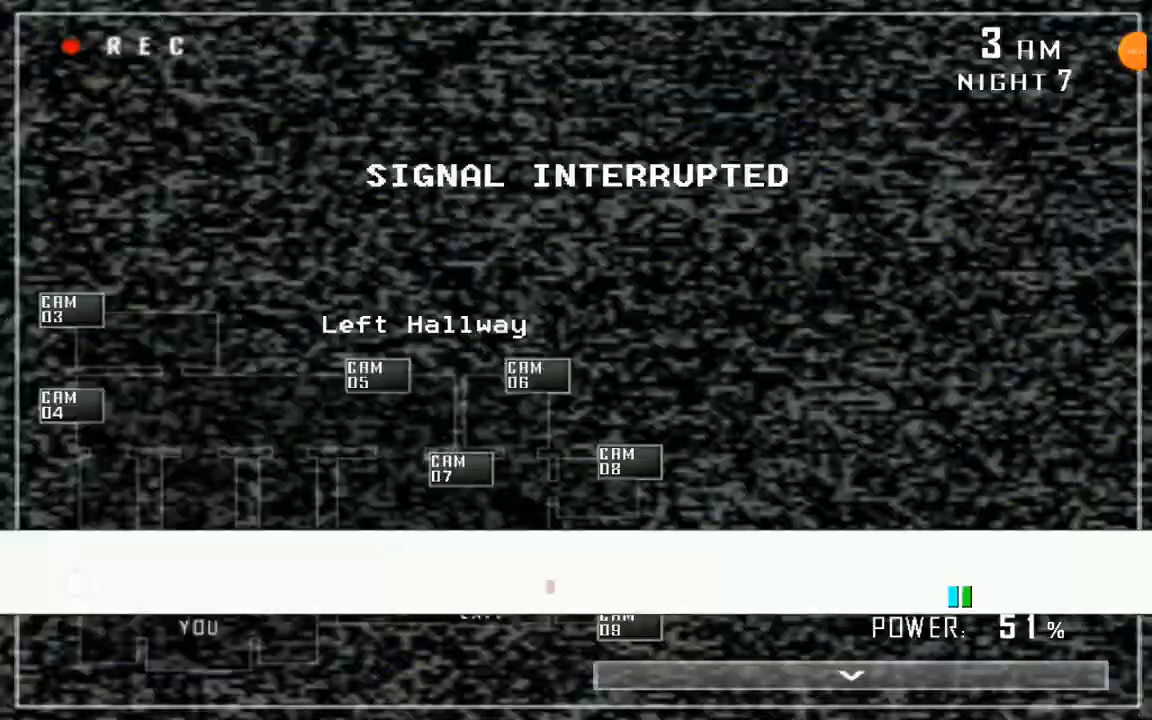 REC
3 AM
NIGHT 7
SIGNAL INTERRUPTED
CAM
03
Left Hallway
CAM
05
CAM
06
CAM
04
CAM
07
CAM
08
YOU
CAM
09
POWER: 51%